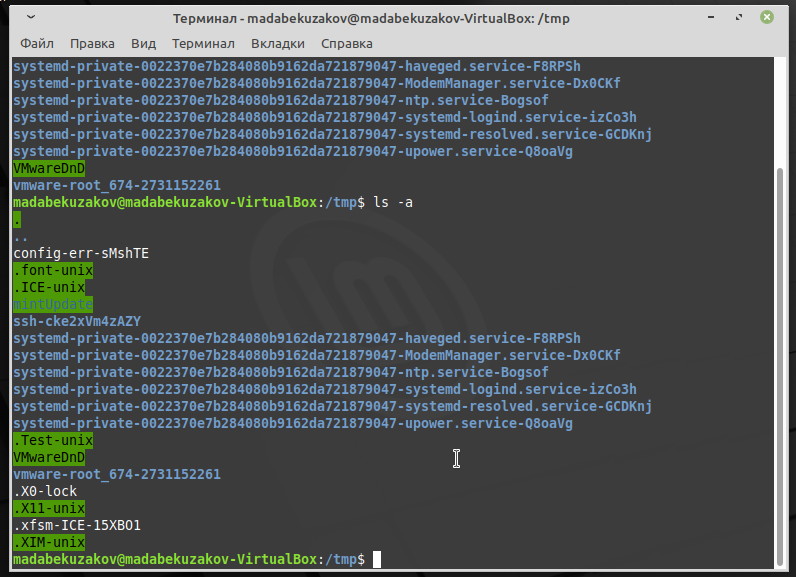 Терминал - madabekuzakov@madabekuzakov-VirtualBox: /tmp
Файл Правка Вид Терминал Вкладки Справка
systemd-private-0022370e7b284080b9162da721879047-haveged.service-F8RPSh
systemd-private-0022370e7b284080b9162da721879047-ModemManager.service-Dx0CKf
systemd-private-0022370e7b284080b9162da721879047-ntp.service-Bogsof
systemd-private-0022370e7b284080b9162da721879047-systemd-logind.service-izCo3h
systemd-private-0022370e7b284080b9162da721879047-systemd-resolved.service-GCDKnj
systemd-private-0022370e7b284080b9162da721879047-upower.service-Q8oaVg
VMwareDnD
vmware-root_674-2731152261
madabekuzakov@madabekuzakov-VirtualBox:/tmp$ ls -a
.
..
config-err-sMshTE
.font-unix
.ICE-unix
mintUpdate
ssh-cke2xVm4zAZY
systemd-private-0022370e7b284080b9162da721879047-haveged.service-F8RPSh
systemd-private-0022370e7b284080b9162da721879047-ModemManager.service-Dx0CKf
systemd-private-0022370e7b284080b9162da721879047-ntp.service-Bogsof
systemd-private-0022370e7b284080b9162da721879047-systemd-logind.service-izCo3h
systemd-private-0022370e7b284080b9162da721879047-systemd-resolved.service-GCDKnj
systemd-private-0022370e7b284080b9162da721879047-upower.service-Q8oaVg
.Test-unix
VMwareDnD
vmware-root_674-2731152261
.X0-lock
.X11-unix
.xfsm-ICE-15XBO1
.XIM-unix
madabekuzakov@madabekuzakov-VirtualBox:/tmp$